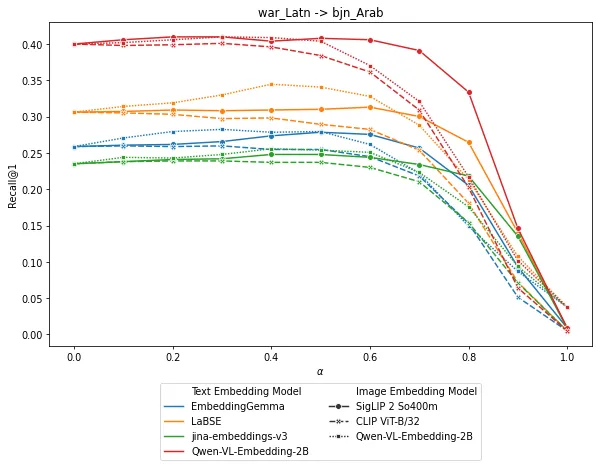 war_Latn -> bjn_Arab
Recall@1
0.40
0.35
0.30
0.25
0.20
0.15
0.10
0.05
0.00
0.0 0.2 0.4 0.6 0.8 1.0
α
Text Embedding Model
EmbeddingGemma
LaBSE
jina-embeddings-v3
Qwen-VL-Embedding-2B
Image Embedding Model
SigLIP 2 So400m
CLIP ViT-B/32
Qwen-VL-Embedding-2B